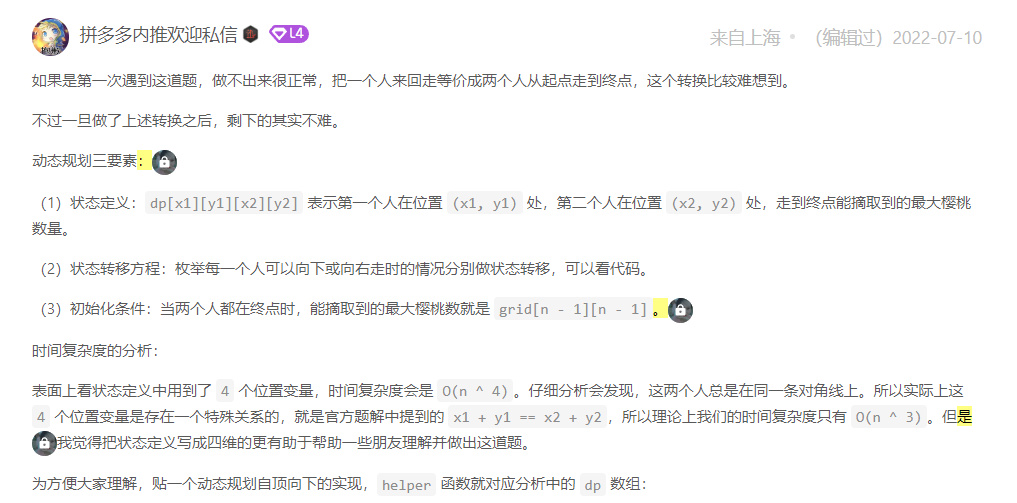 拼多多内推欢迎私信 L4
来自上海 • （编辑过）2022-07-10
如果是第一次遇到这道题，做不出来很正常，把一个人来回走等价成两个人从起点走到终点，这个转换比较难想到。
不过一旦做了上述转换之后，剩下的其实不难。
动态规划三要素：
（1）状态定义：dp[x1][y1][x2][y2] 表示第一个人在位置 (x1, y1) 处，第二个人在位置 (x2, y2) 处，走到终点能摘取到的最大樱桃
数量。
（2）状态转移方程：枚举每一个人可以向下或向右走时的情况分别做状态转移，可以看代码。
（3）初始化条件：当两个人都在终点时，能摘取到的最大樱桃数就是 grid[n - 1][n - 1] 。
时间复杂度的分析：
表面上看状态定义中用到了 4 个位置变量，时间复杂度会是 O(n ^ 4)。仔细分析会发现，这两个人总是在同一条对角线上。所以实际上这
4 个位置变量是存在一个特殊关系的，就是官方题解中提到的 x1 + y1 == x2 + y2，所以理论上我们的时间复杂度只有 O(n ^ 3)。但是
我觉得把状态定义写成四维的更有助于帮助一些朋友理解并做出这道题。
为方便大家理解，贴一个动态规划自顶向下的实现，helper 函数就对应分析中的 dp 数组：